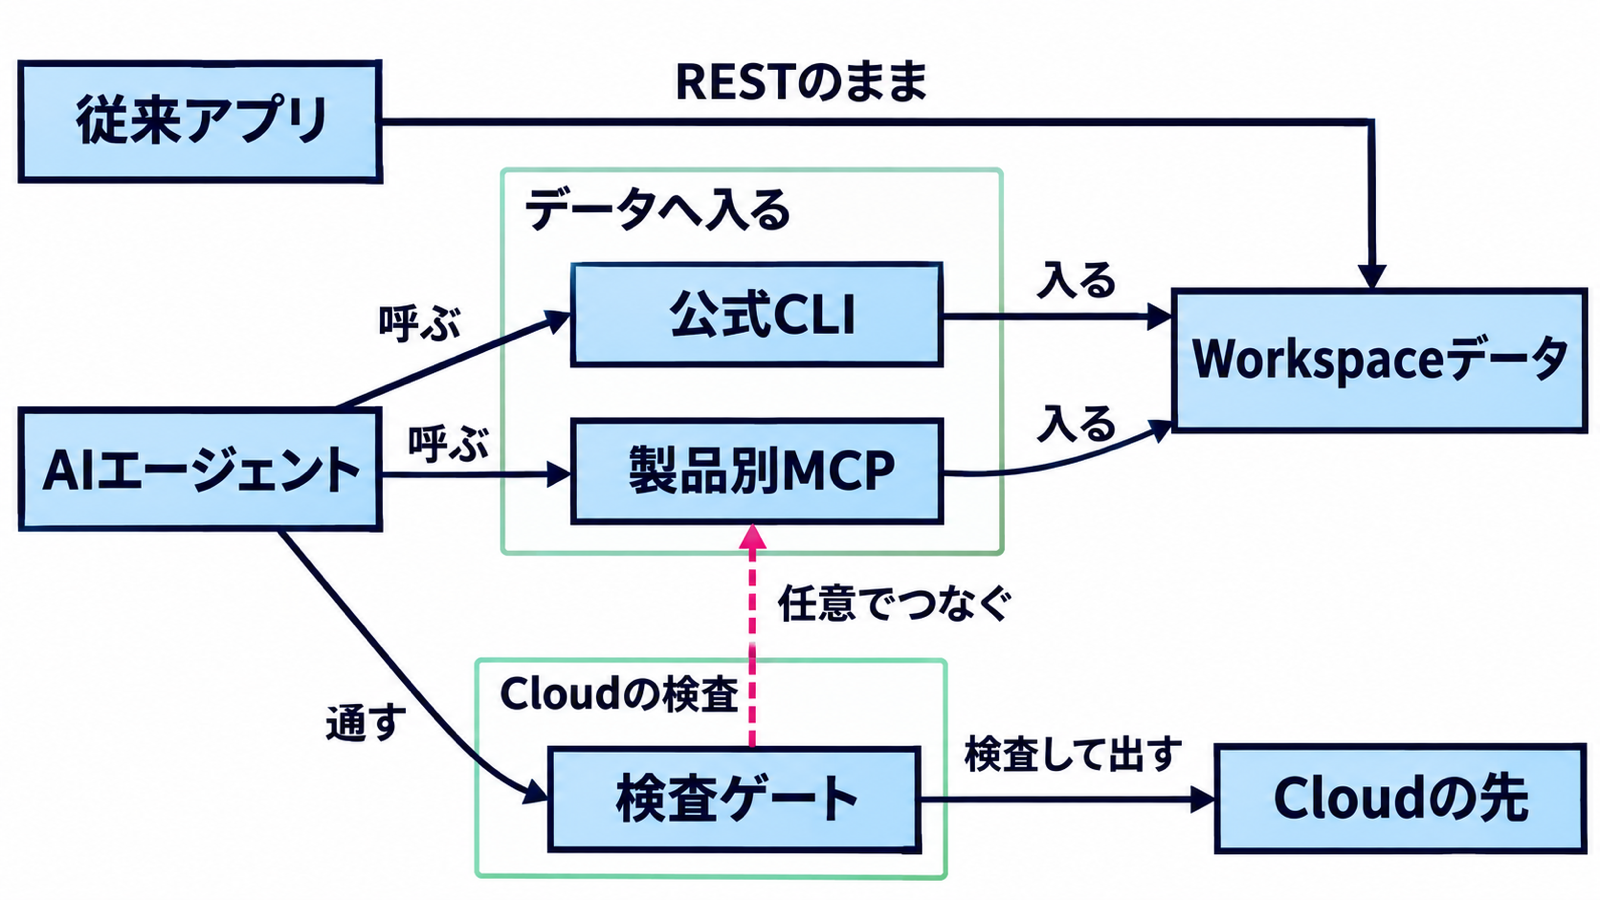 RESTのまま
従来アプリ
データへ入る
公式CLI
入る
呼ぶ
Workspaceデータ
入る
呼ぶ
AIエージェント
製品別MCP
任意でつなぐ
Cloudの検査
通す
検査して出す
検査ゲート
Cloudの先